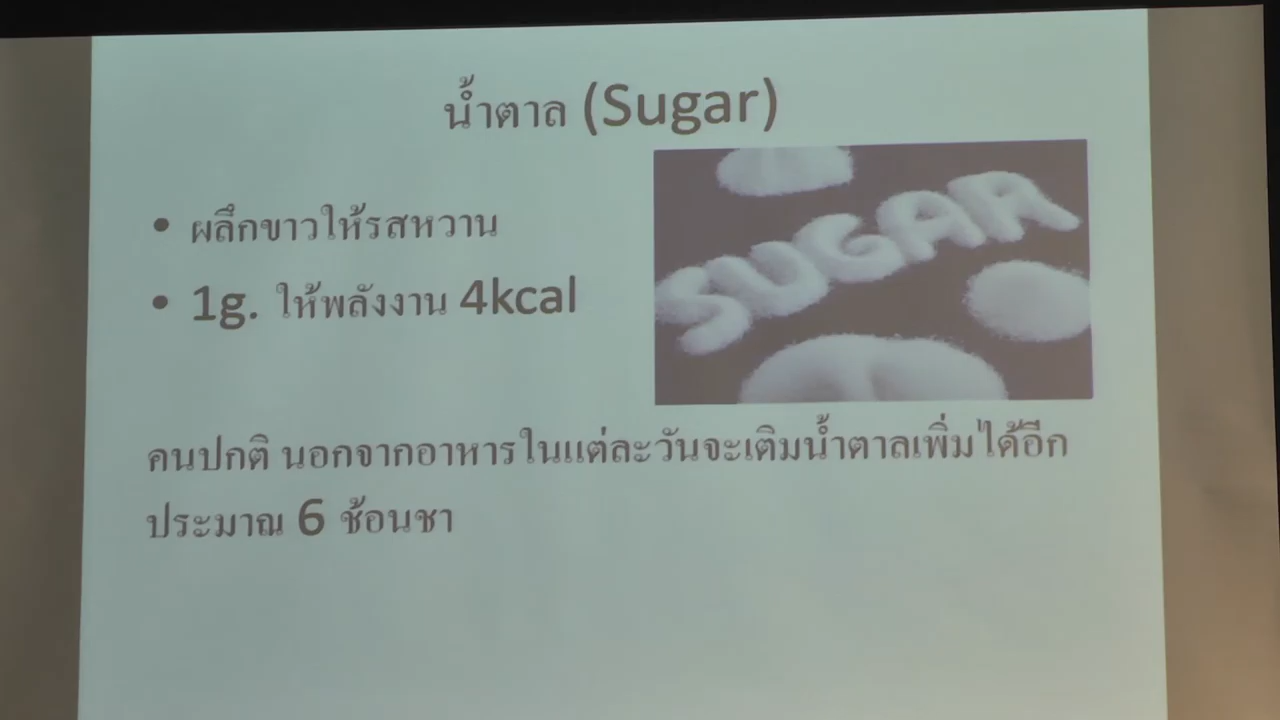 น้ำตาล (Sugar)
• ผลึกขาวให้รสหวาน
SUGAR
• 1g. ให้พลังงาน 4kcal
คนปกติ นอกจากอาหารในแต่ละวันจะเติมน้ำตาลเพิ่มได้อีก
ประมาณ 6 ช้อนชา